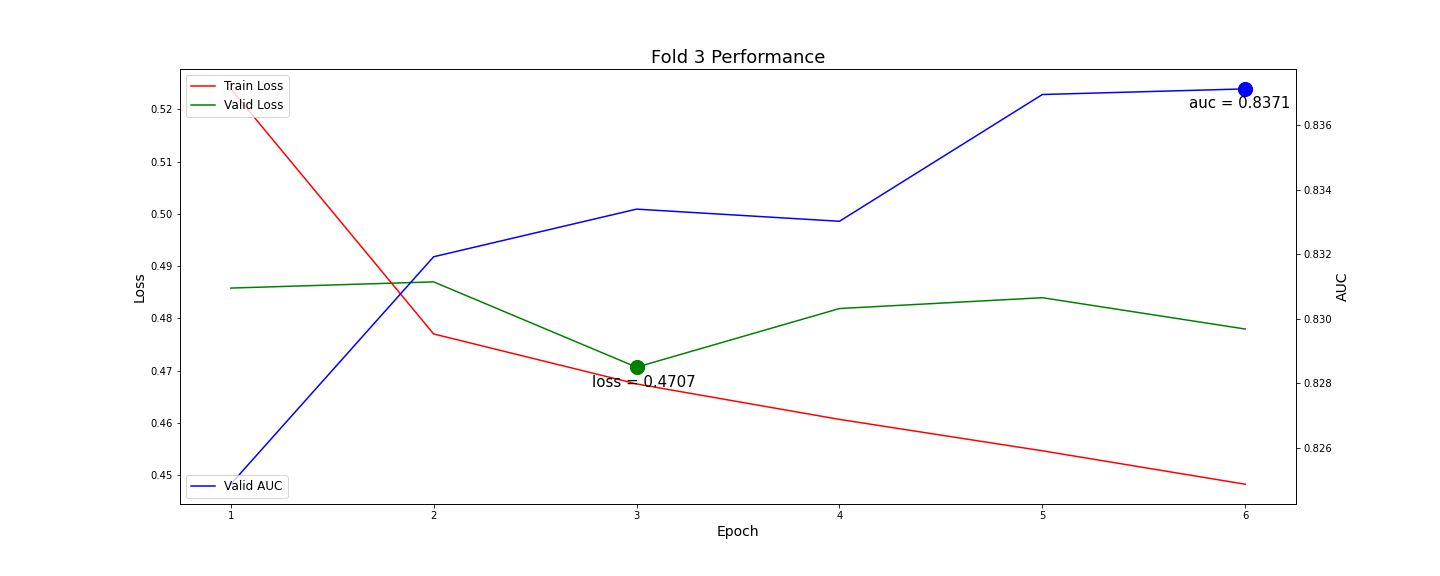 Fold 3 Performance
Train Loss
Valid Loss
0.52
0.51
0.50
0.49
0.48
0.47
0.46
0.45
Loss
auc = 0.8371
loss = 0.4707
0.836
0.834
0.832
0.830
0.828
0.826
AUC
Valid AUC
1 2 3 4 5 6
Epoch